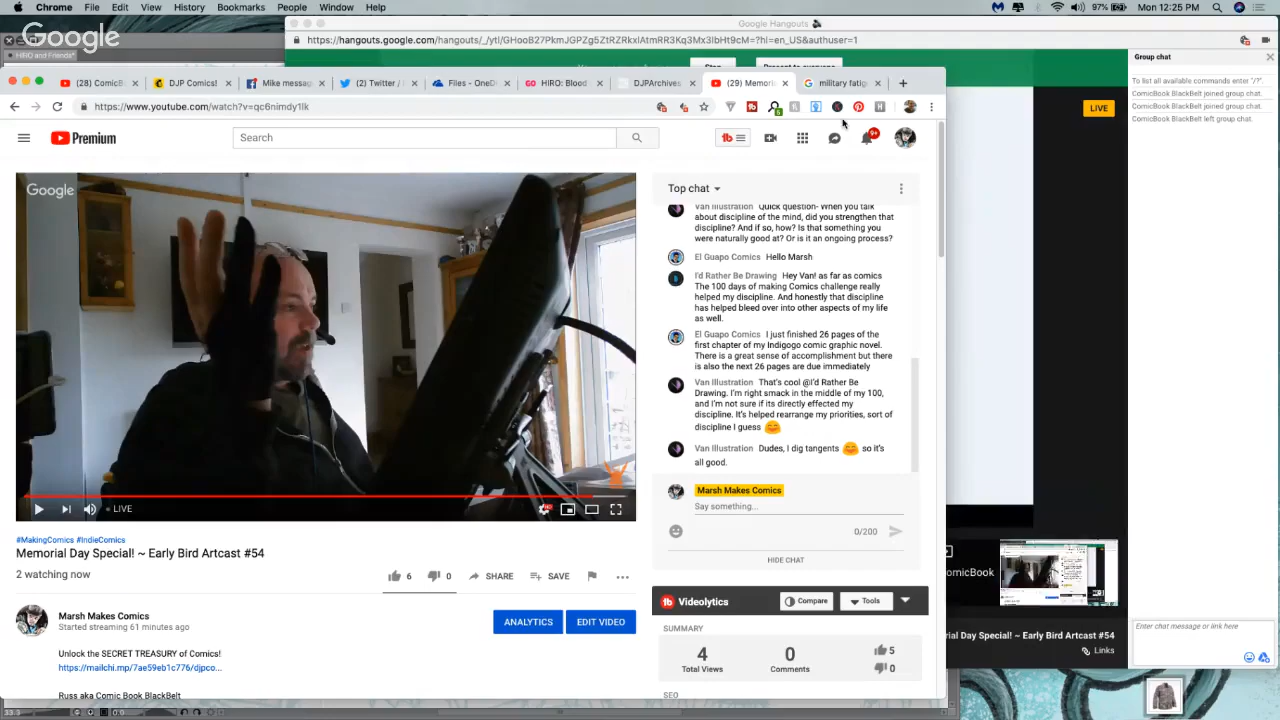 Chrome File Edit View History Bookmarks People Window Help
97% Mon 12:25 PM
Google Hangouts
https://hangouts.google.com/hangouts/_/ytl/GHooB27PkmJGPZg5ZtRZRkxIAtmRR3Kq3Mx3IbHt9cM=?hl=en_US&authuser=1
Google
HIRO and Friends*
Stop Present to everyone
Group chat
(28) ComicB
DJP Comics!
Mike messag
(2) Twitter /
Files - OneD
HIRO: Blood
DJPArchives
(29) Memori
military fatig
To list all available commands enter "/?".
ComicBook BlackBelt joined group chat.
ComicBook BlackBelt joined group chat.
ComicBook BlackBelt left group chat.
LIVE
https://www.youtube.com/watch?v=qc6nimdy1lk
Premium
Search
9+
Google
Top chat
Van Illustration Quick question- When you talk
about discipline of the mind, did you strengthen that
discipline? And if so, how? Is that something you
were naturally good at? Or is it an ongoing process?
El Guapo Comics Hello Marsh
I'd Rather Be Drawing Hey Van! as far as comics
The 100 days of making Comics challenge really
helped my discipline. And honestly that discipline
has helped bleed over into other aspects of my life
as well.
El Guapo Comics I just finished 26 pages of the
first chapter of my Indigogo comic graphic novel.
There is a great sense of accomplishment but there
is also the next 26 pages are due immediately
Van Illustration That's cool @I'd Rather Be
Drawing. I'm right smack in the middle of my 100,
and I'm not sure if its directly effected my
discipline. It's helped rearrange my priorities, sort of
discipline I guess 🤗
Van Illustration Dudes, I dig tangents 🤗 so it's
all good.
Marsh Makes Comics
Say something...
0/200
HIDE CHAT
LIVE
#MakingComics #IndieComics
Memorial Day Special! ~ Early Bird Artcast #54
2 watching now
6 0 SHARE SAVE
Marsh Makes Comics
Started streaming 61 minutes ago
ANALYTICS EDIT VIDEO
Unlock the SECRET TREASURY of Comics!
https://mailchi.mp/7ae59eb1c776/djpco...
Russ aka Comic Book BlackBelt
Videolytics Compare Tools
SUMMARY
4
Total Views
0
Comments
5
0
SEO
omicBook
rial Day Special! ~ Early Bird Artcast #54
Links
Enter chat message or link here